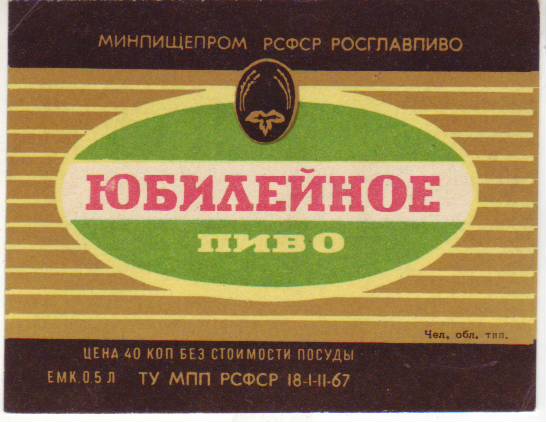 МИНПИЩЕПРОМ РСФСР РОСГЛАВПИВО
ЮБИЛЕЙНОЕ
ПИВО
Чел. обл. тип.
ЦЕНА 40 КОП БЕЗ СТОИМОСТИ ПОСУДЫ
ЕМК. 0.5 Л ТУ МПП РСФСР 18-1-11-67